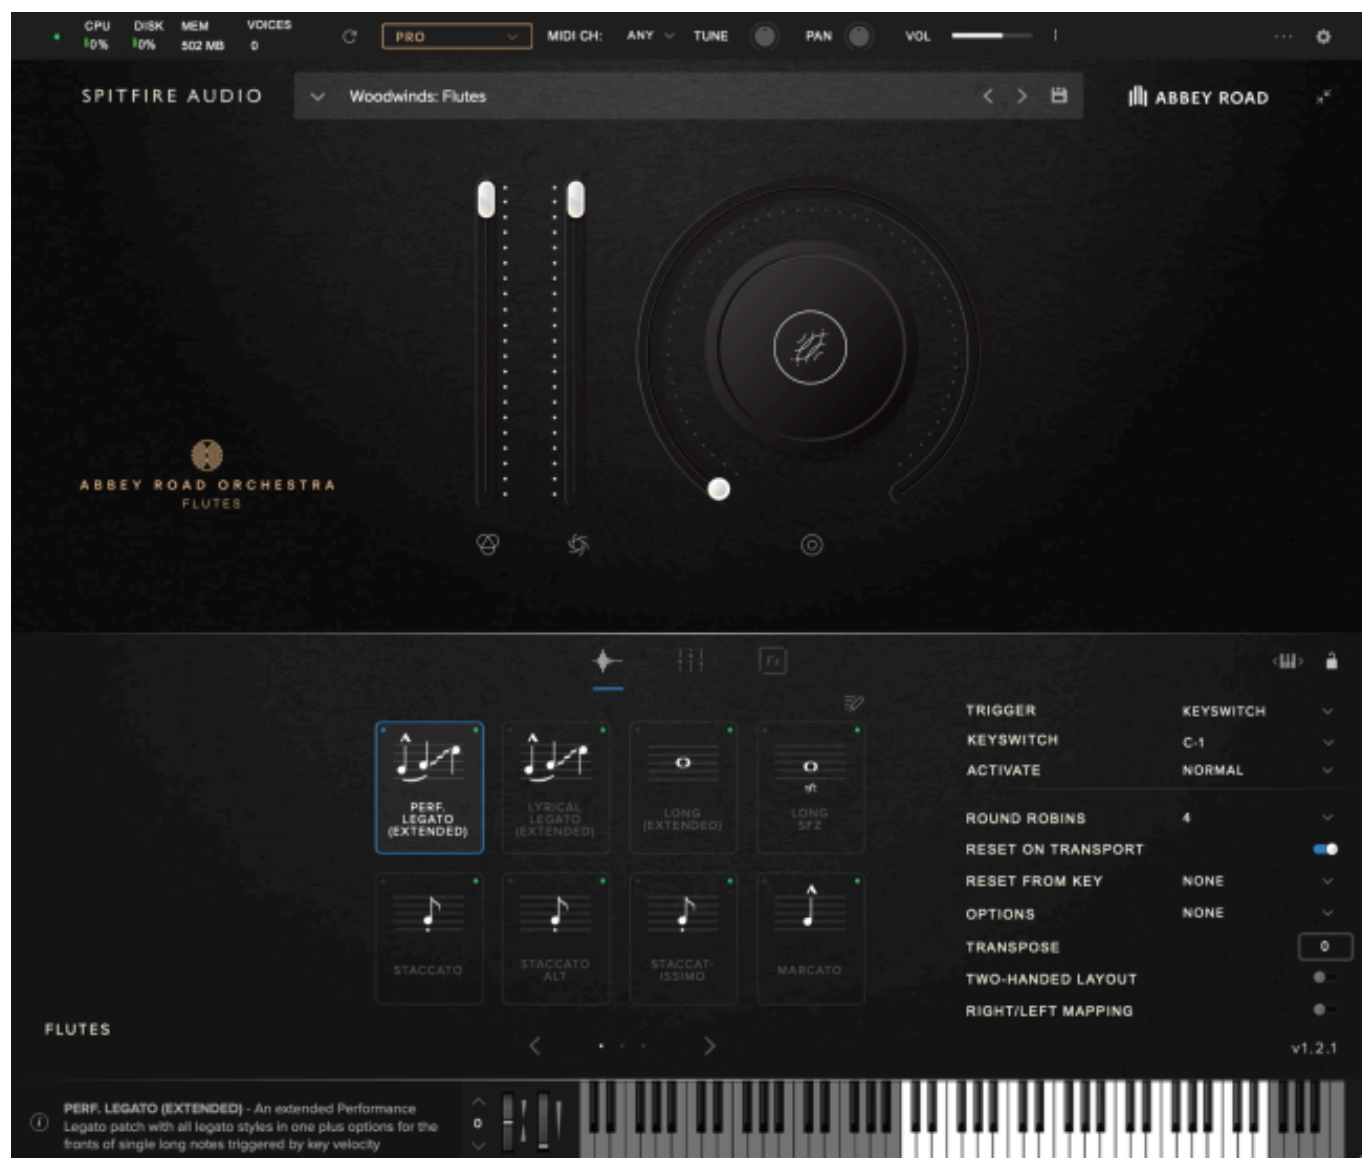 CPU DISK MEM VOICES
0% 0% 502 MB 0
PRO MIDI CH: ANY TUNE PAN VOL
SPITFIRE AUDIO Woodwinds: Flutes ABBEY ROAD
ABBEY ROAD ORCHESTRA
FLUTES
Fx
TRIGGER KEYSWITCH
KEYSWITCH C-1
ACTIVATE NORMAL
ROUND ROBINS 4
RESET ON TRANSPORT
RESET FROM KEY NONE
OPTIONS NONE
TRANSPOSE 0
TWO-HANDED LAYOUT
RIGHT/LEFT MAPPING
PERF.
LEGATO
(EXTENDED)
LYRICAL
LEGATO
(EXTENDED)
LONG
(EXTENDED)
sfz
LONG
SFZ
STACCATO
STACCATO
ALT
STACCAT-
ISSIMO
MARCATO
FLUTES
v1.2.1
PERF. LEGATO (EXTENDED) - An extended Performance
Legato patch with all legato styles in one plus options for the
fronts of single long notes triggered by key velocity
0